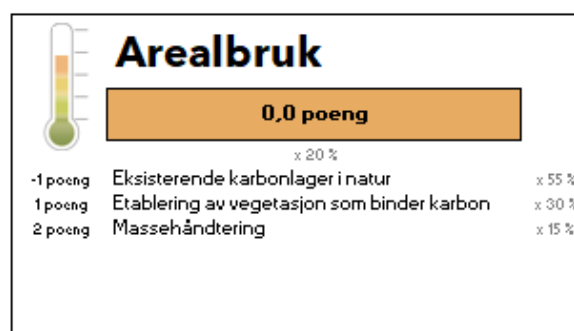 Arealbruk
0,0 poeng
x 20 %
-1 poeng Eksisterende karbonlager i natur x 55 %
1 poeng Etablering av vegetasjon som binder karbon x 30 %
2 poeng Massehåndtering x 15 %